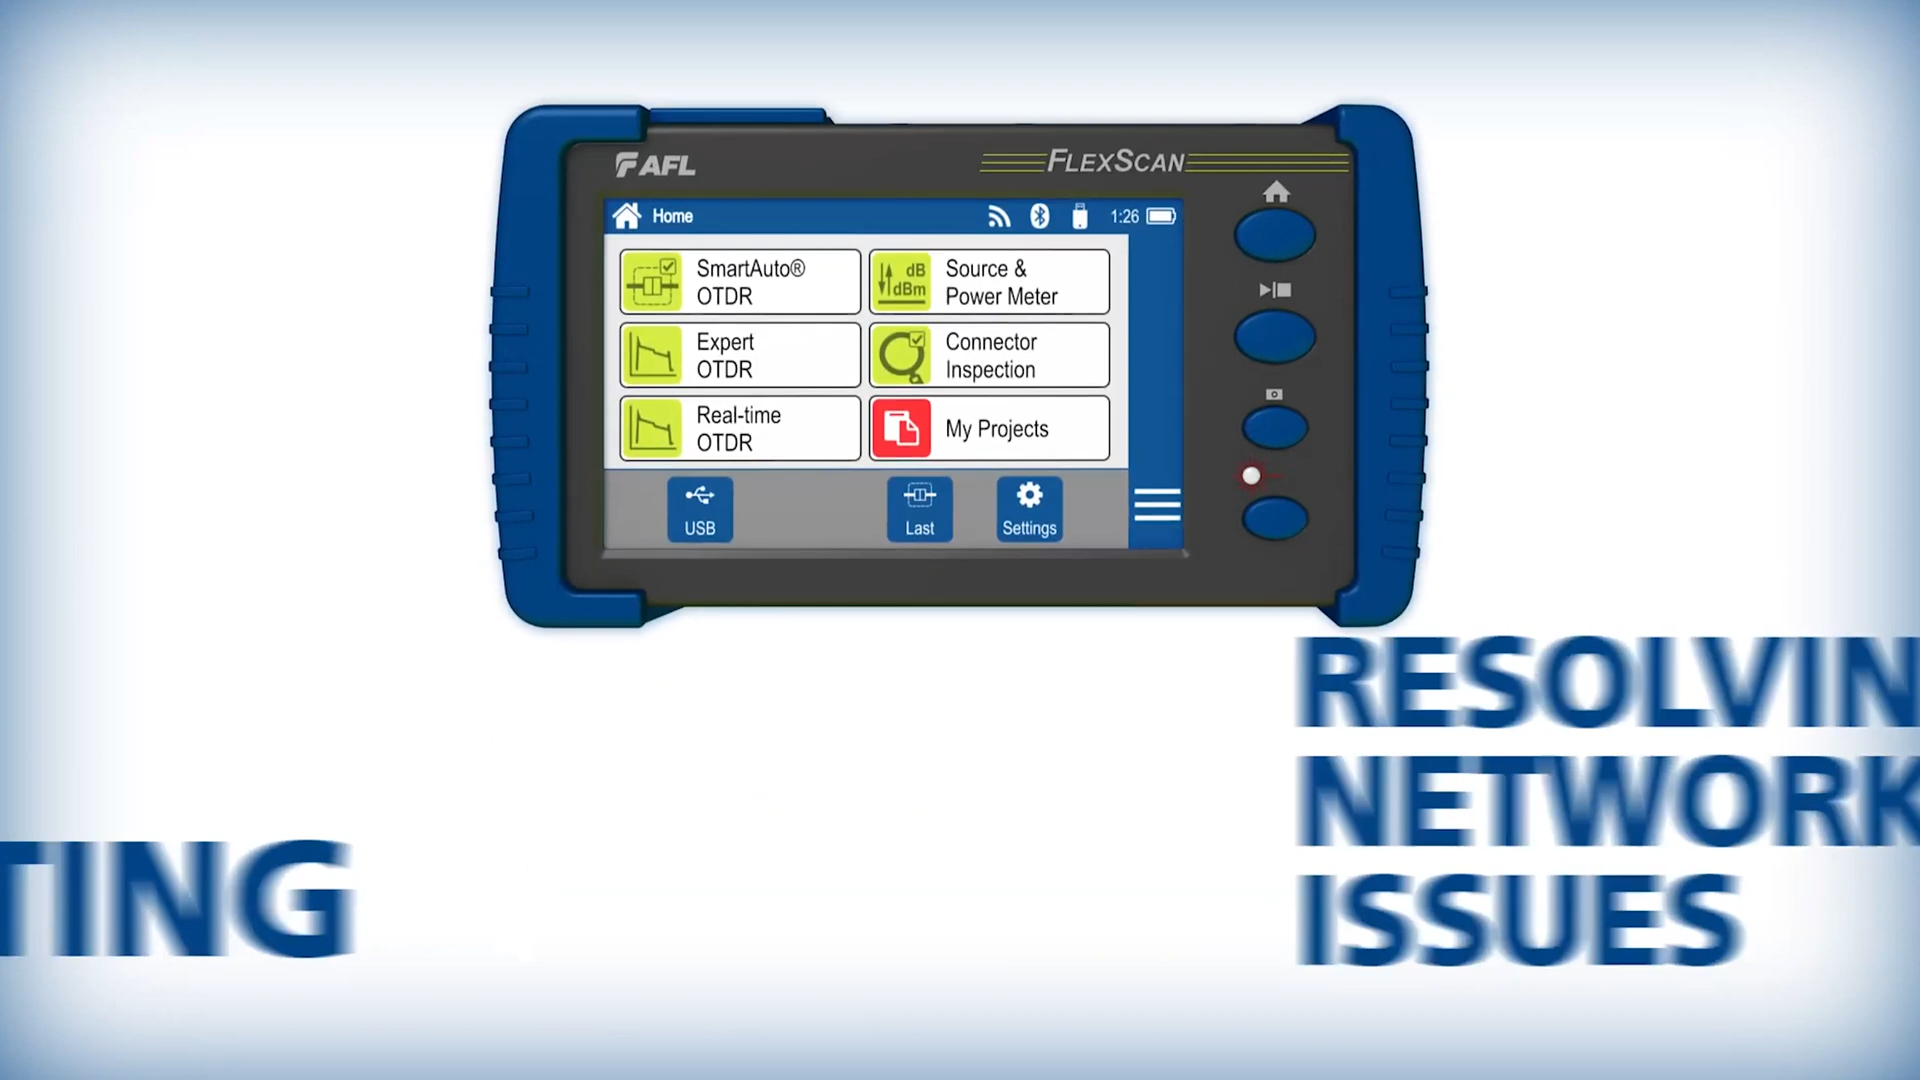 AFL
FLEXSCAN
Home
1:26
SmartAuto®
OTDR
dB
dBm
Source &
Power Meter
Expert
OTDR
Connector
Inspection
Real-time
OTDR
My Projects
USB
Last
Settings
RESOLVIN
NETWORK
ISSUES
TING